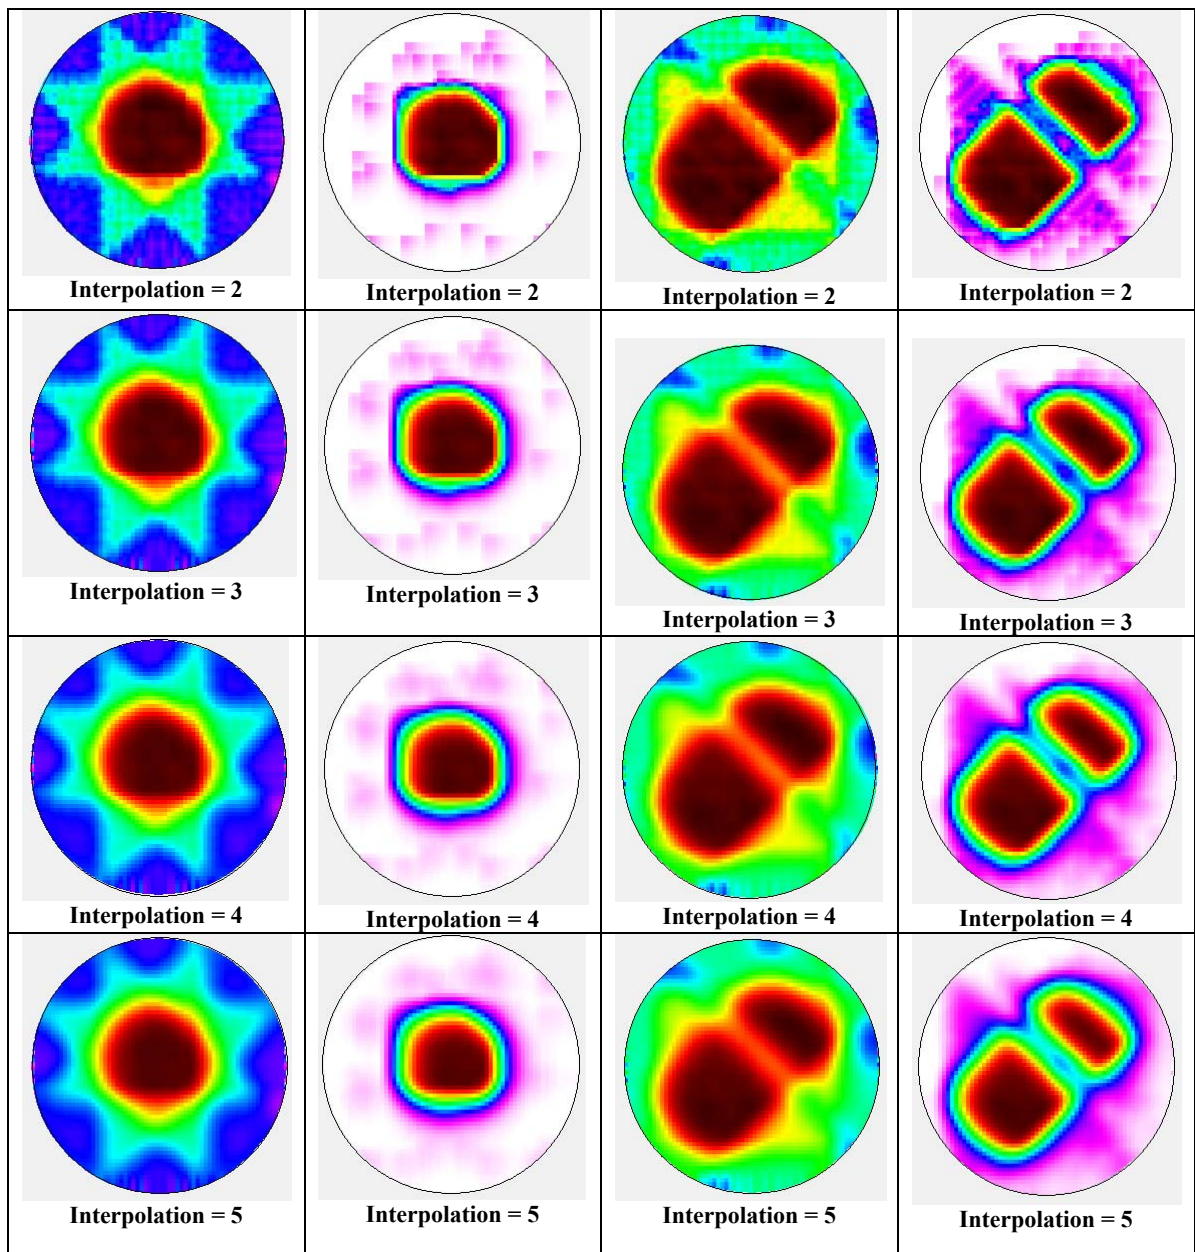 Interpolation = 2
Interpolation = 2
Interpolation = 2
Interpolation = 2
Interpolation = 3
Interpolation = 3
Interpolation = 3
Interpolation = 3
Interpolation = 4
Interpolation = 4
Interpolation = 4
Interpolation = 4
Interpolation = 5
Interpolation = 5
Interpolation = 5
Interpolation = 5